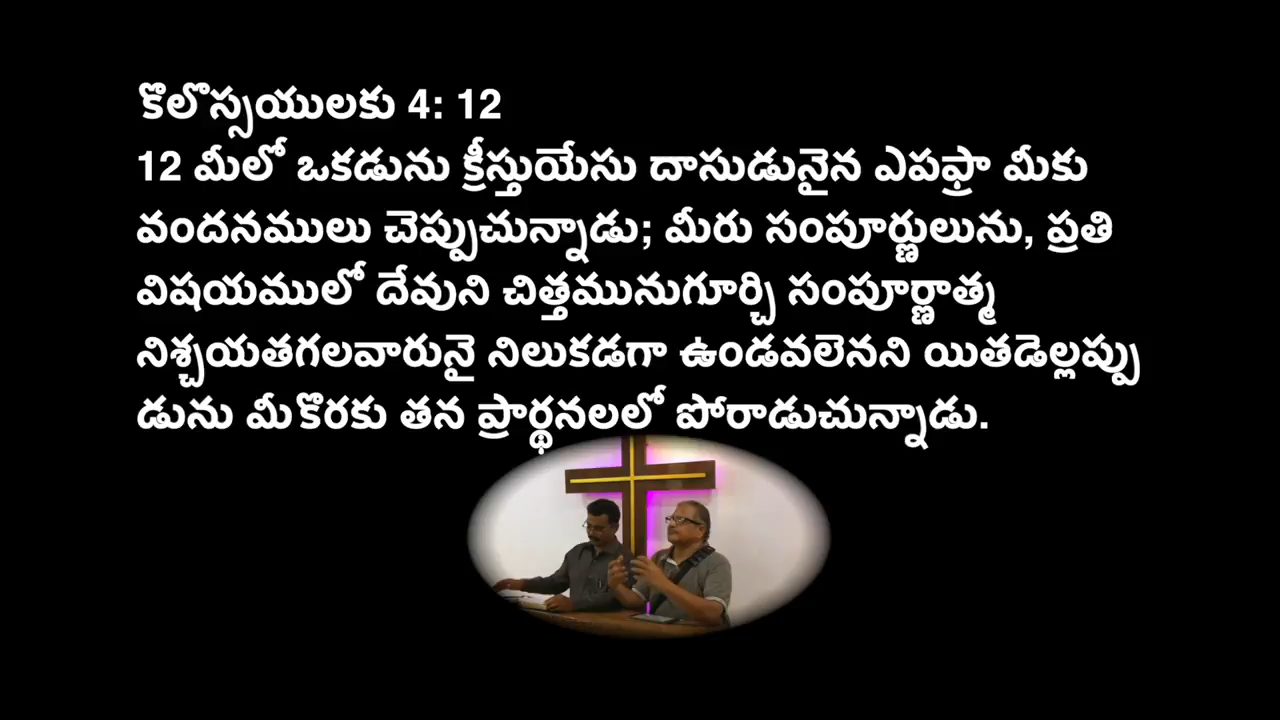 కొలొస్సయులకు 4: 12
12 మీలో ఒకడును క్రీస్తుయేసు దాసుడునైన ఎపఫ్రా మీకు
వందనములు చెప్పుచున్నాడు; మీరు సంపూర్ణులును, ప్రతి
విషయములో దేవుని చిత్తమునుగూర్చి సంపూర్ణాత్మ
నిశ్చయతగలవారునై నిలుకడగా ఉండవలెనని యితడెల్లప్పు
డును మీకొరకు తన ప్రార్థనలలో పోరాడుచున్నాడు.